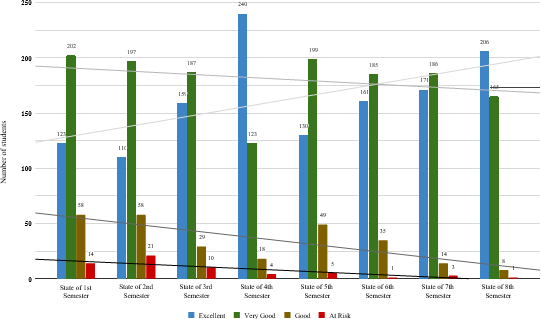 250
200
150
100
50
0
Number of students
123
202
58
14
110
197
58
21
159
187
29
10
240
123
18
4
130
199
49
5
161
185
35
1
171
186
14
3
206
165
8
1
State of 1st
Semester
State of 2nd
Semester
State of 3rd
Semester
State of 4th
Semester
State of 5th
Semester
State of 6th
Semester
State of 7th
Semester
State of 8th
Semester
Excellent
Very Good
Good
At Risk